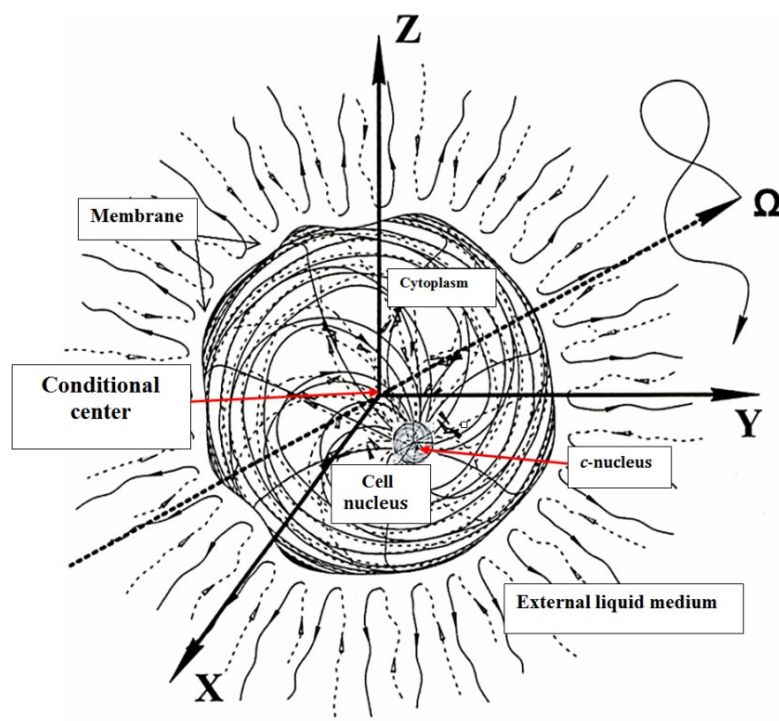 Z
Ω
Membrane
Cytoplasm
Conditional
center
Y
c-nucleus
Cell
nucleus
External liquid medium
X